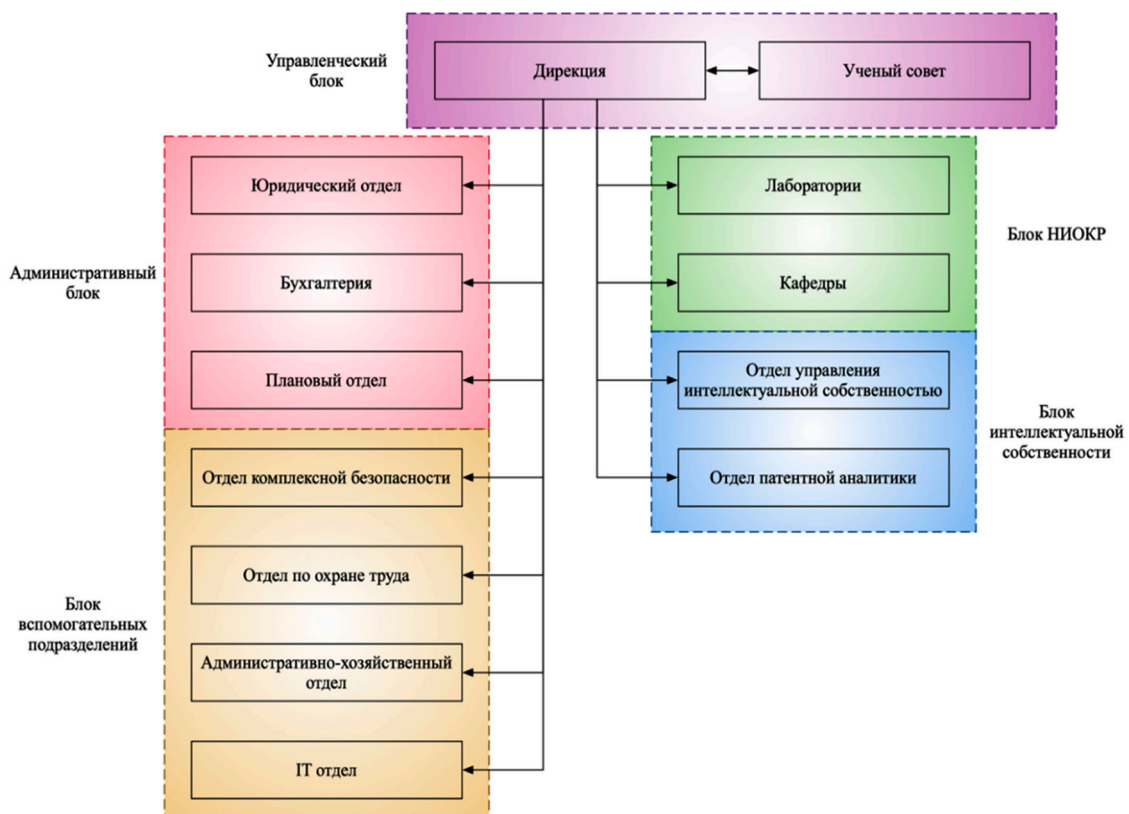 Управленческий
блок
Дирекция
Ученый совет
Административный
блок
Юридический отдел
Бухгалтерия
Плановый отдел
Лаборатории
Кафедры
Блок НИОКР
Отдел управления
интеллектуальной собственностью
Отдел патентной аналитики
Блок
интеллектуальной
собственности
Блок
вспомогательных
подразделений
Отдел комплексной безопасности
Отдел по охране труда
Административно-хозяйственный
отдел
IT отдел